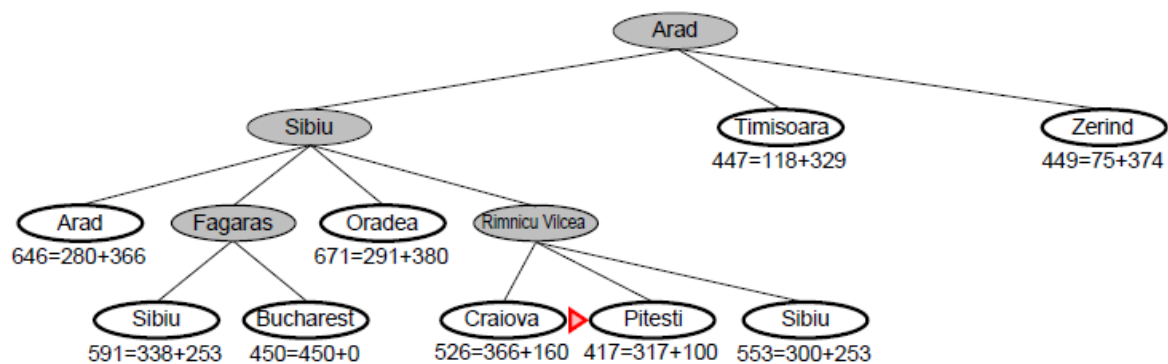 Arad
Sibiu
Timisoara
Zerind
447=118+329
449=75+374
Arad
Fagaras
Oradea
Rimnicu Vilcea
646=280+366
671=291+380
Sibiu
Bucharest
Craiova
Pitesti
Sibiu
591=338+253
450=450+0
526=366+160
417=317+100
553=300+253